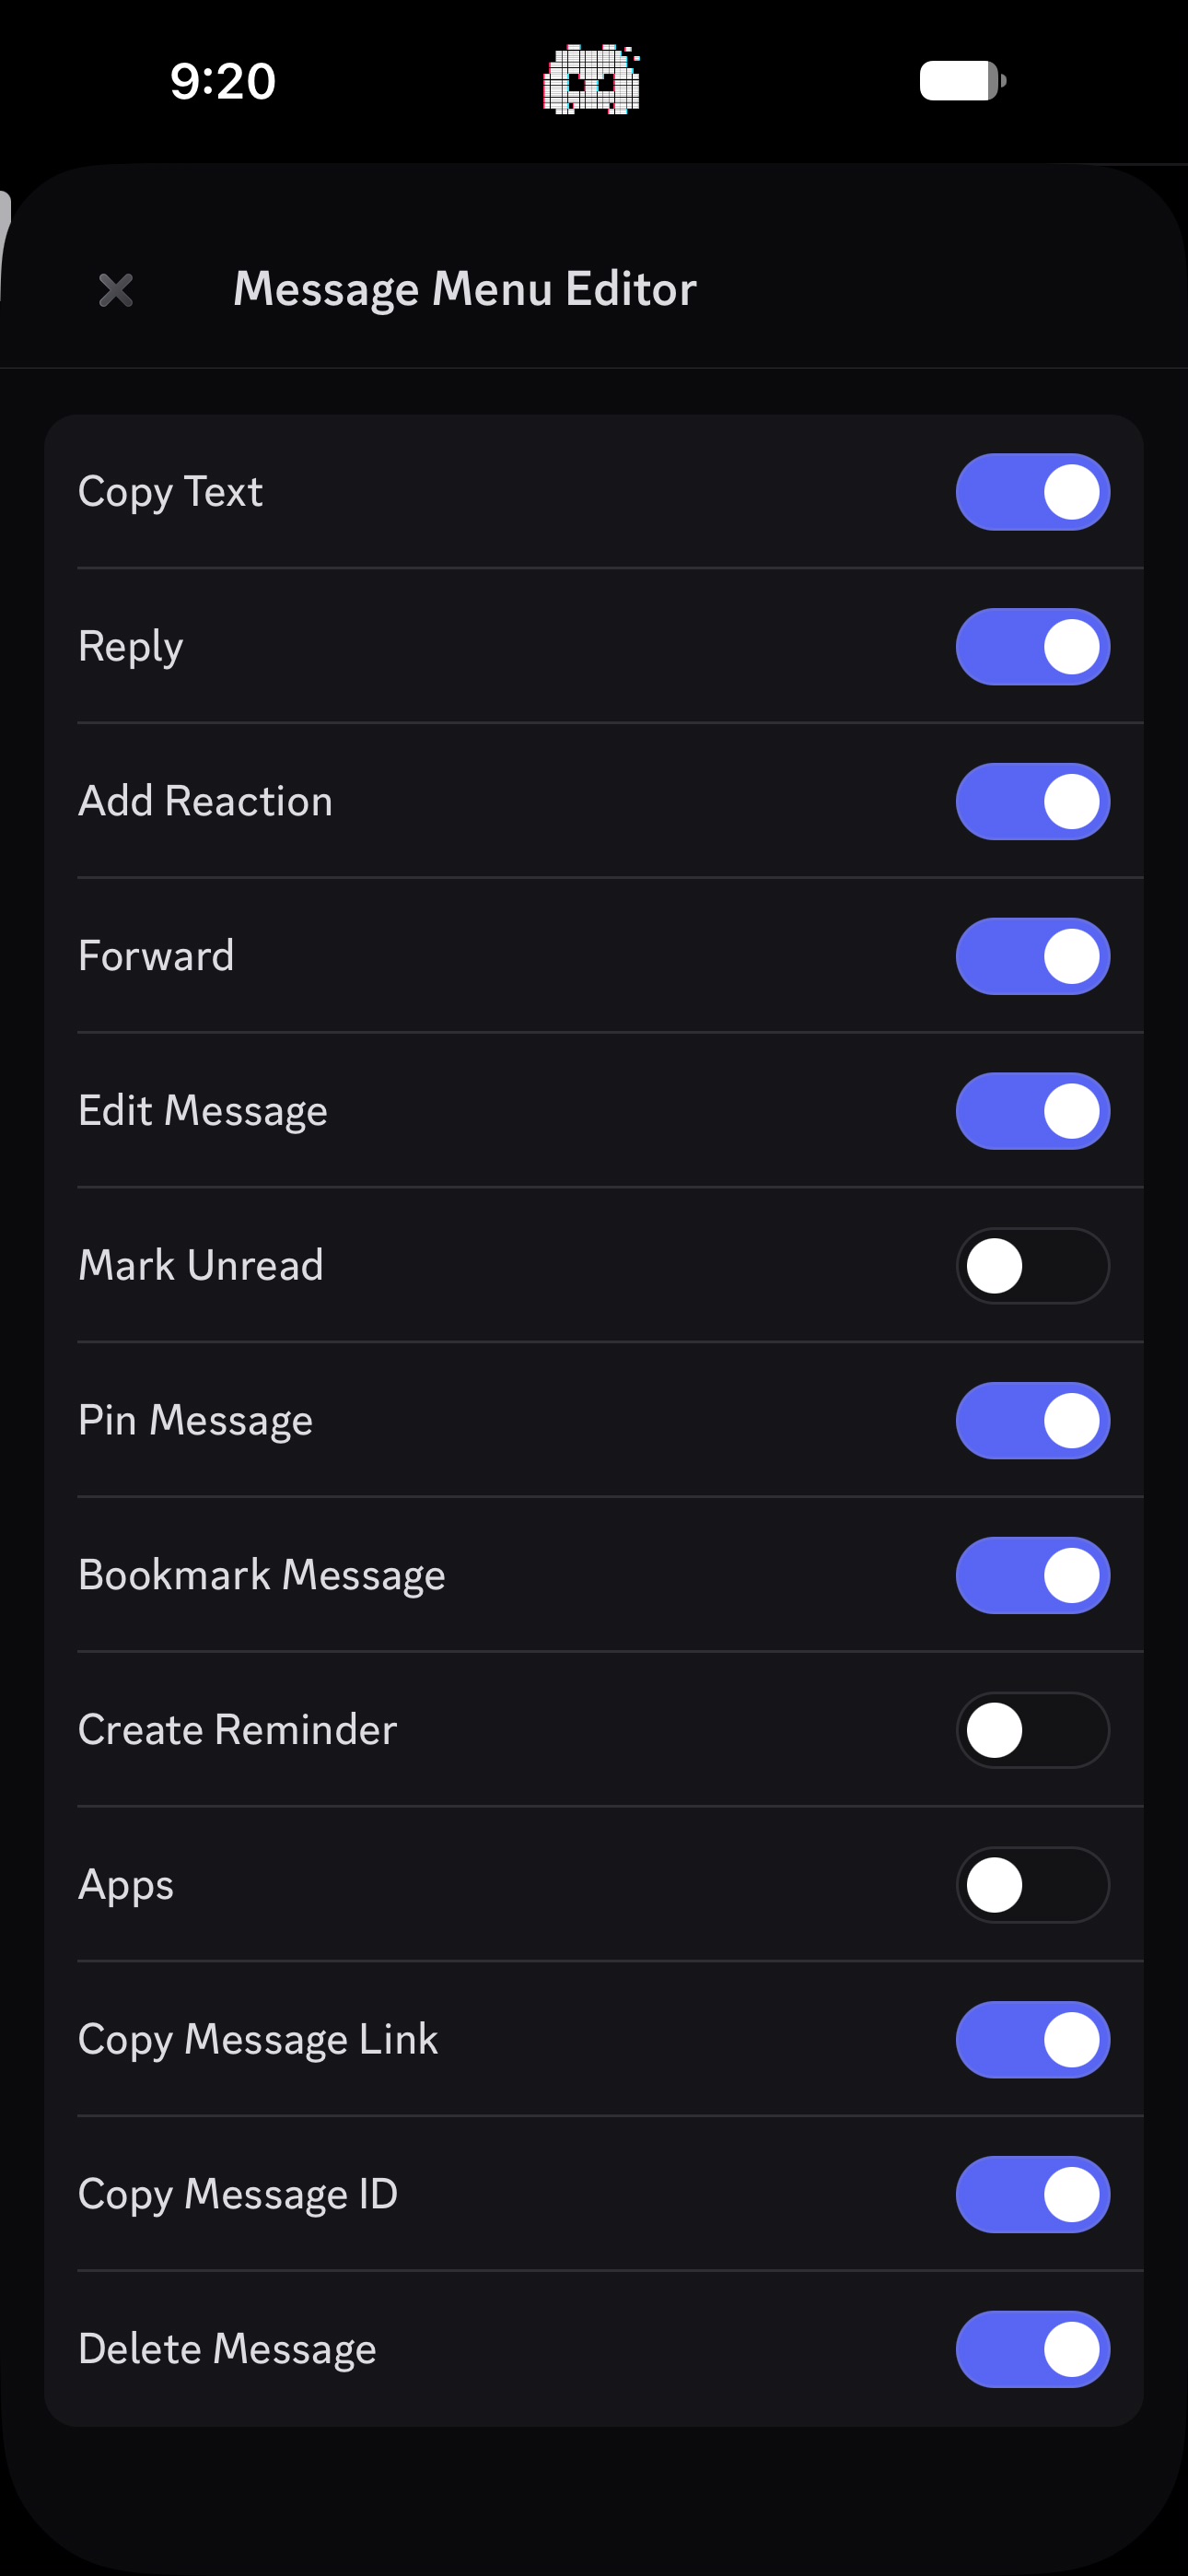 9:20
Message Menu Editor
Copy Text
Reply
Add Reaction
Forward
Edit Message
Mark Unread
Pin Message
Bookmark Message
Create Reminder
Apps
Copy Message Link
Copy Message ID
Delete Message